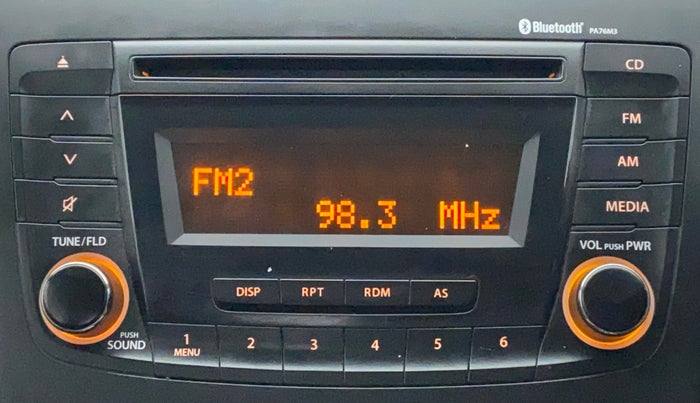 Bluetooth® PA76M3
CD
FM
AM
MEDIA
FM2
98.3 MHz
TUNE/FLD
VOL PUSH PWR
DISP RPT RDM AS
PUSH
SOUND
1 2 3 4 5 6
MENU